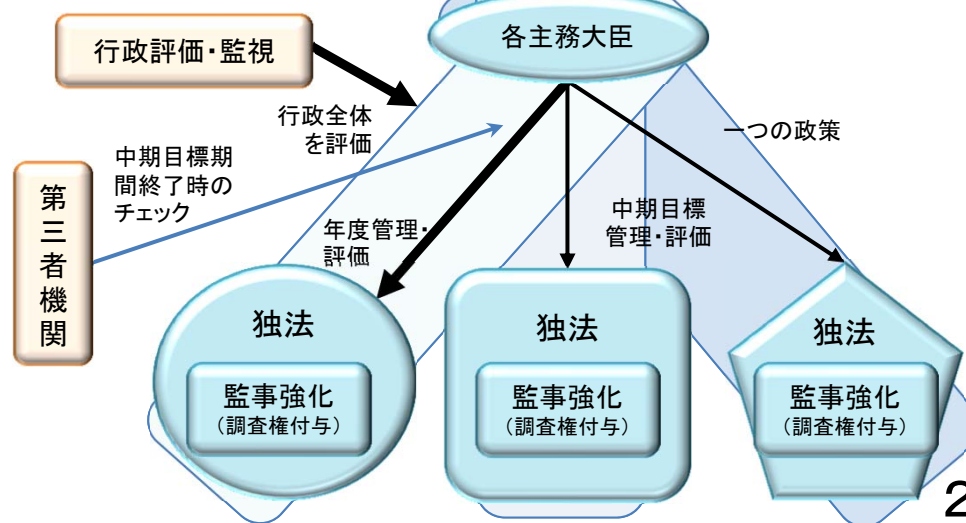 各主務大臣
行政評価・監視
行政全体
を評価
一つの政策
中期目標期
間終了時の
チェック
第三者機関
年度管理・
評価
中期目標
管理・評価
独法
監事強化
（調査権付与）
独法
監事強化
（調査権付与）
独法
監事強化
（調査権付与）
2